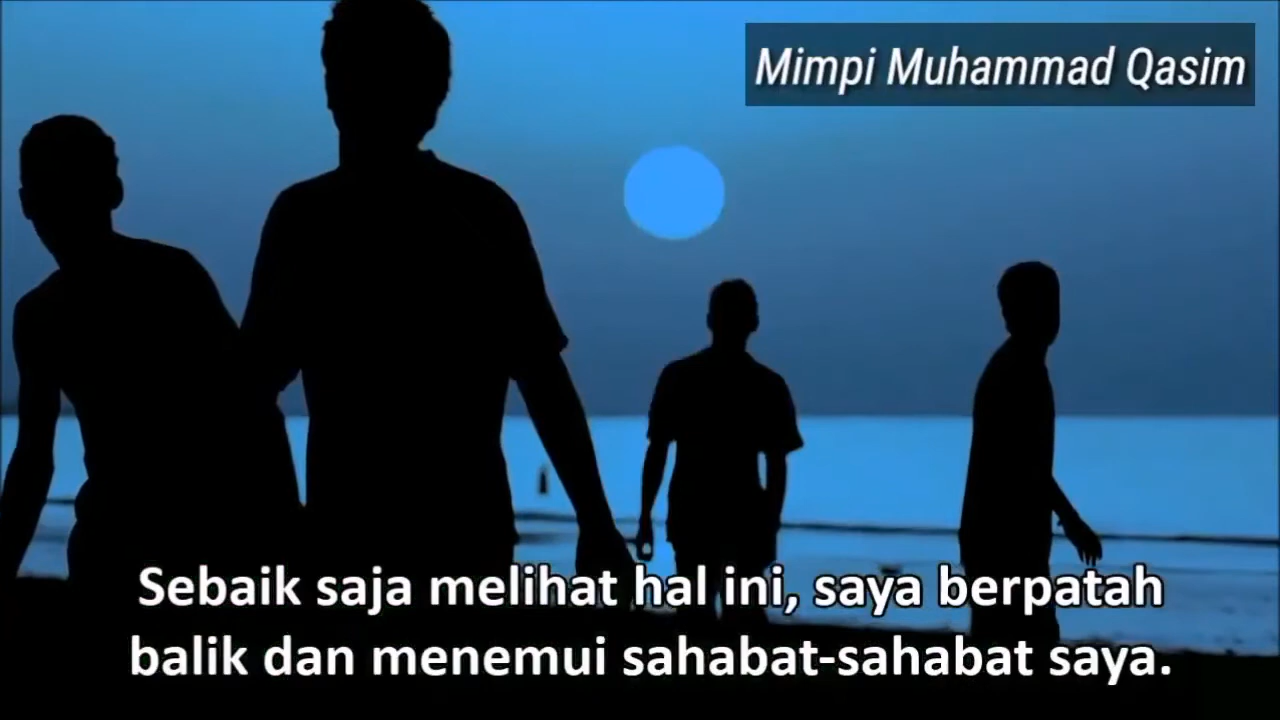 Mimpi Muhammad Qasim
Sebaik saja melihat hal ini, saya berpatah
balik dan menemui sahabat-sahabat saya.